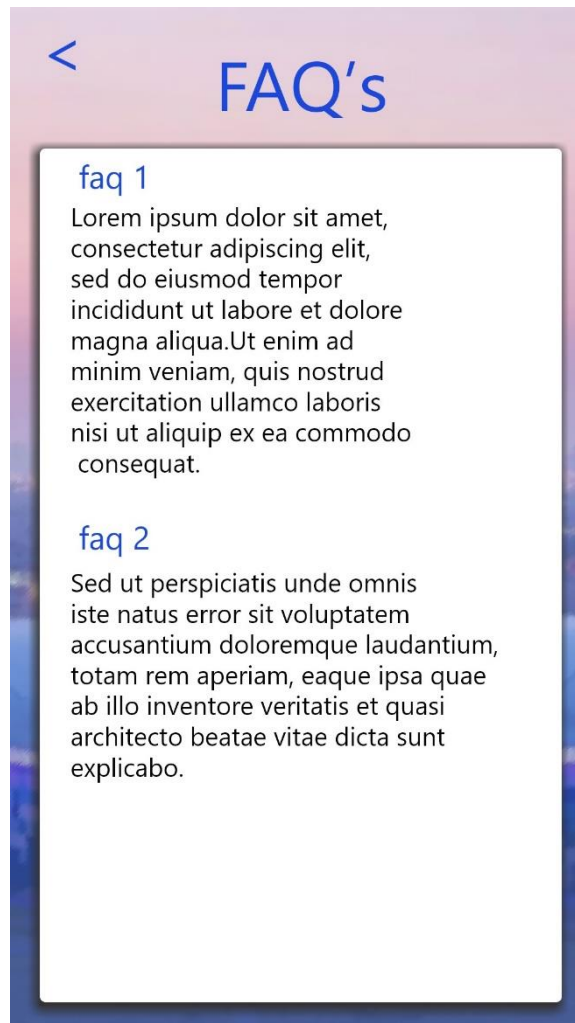 <
FAQ's
faq 1
Lorem ipsum dolor sit amet,
consectetur adipiscing elit,
sed do eiusmod tempor
incididunt ut labore et dolore
magna aliqua.Ut enim ad
minim veniam, quis nostrud
exercitation ullamco laboris
nisi ut aliquip ex ea commodo
consequat.
faq 2
Sed ut perspiciatis unde omnis
iste natus error sit voluptatem
accusantium doloremque laudantium,
totam rem aperiam, eaque ipsa quae
ab illo inventore veritatis et quasi
architecto beatae vitae dicta sunt
explicabo.